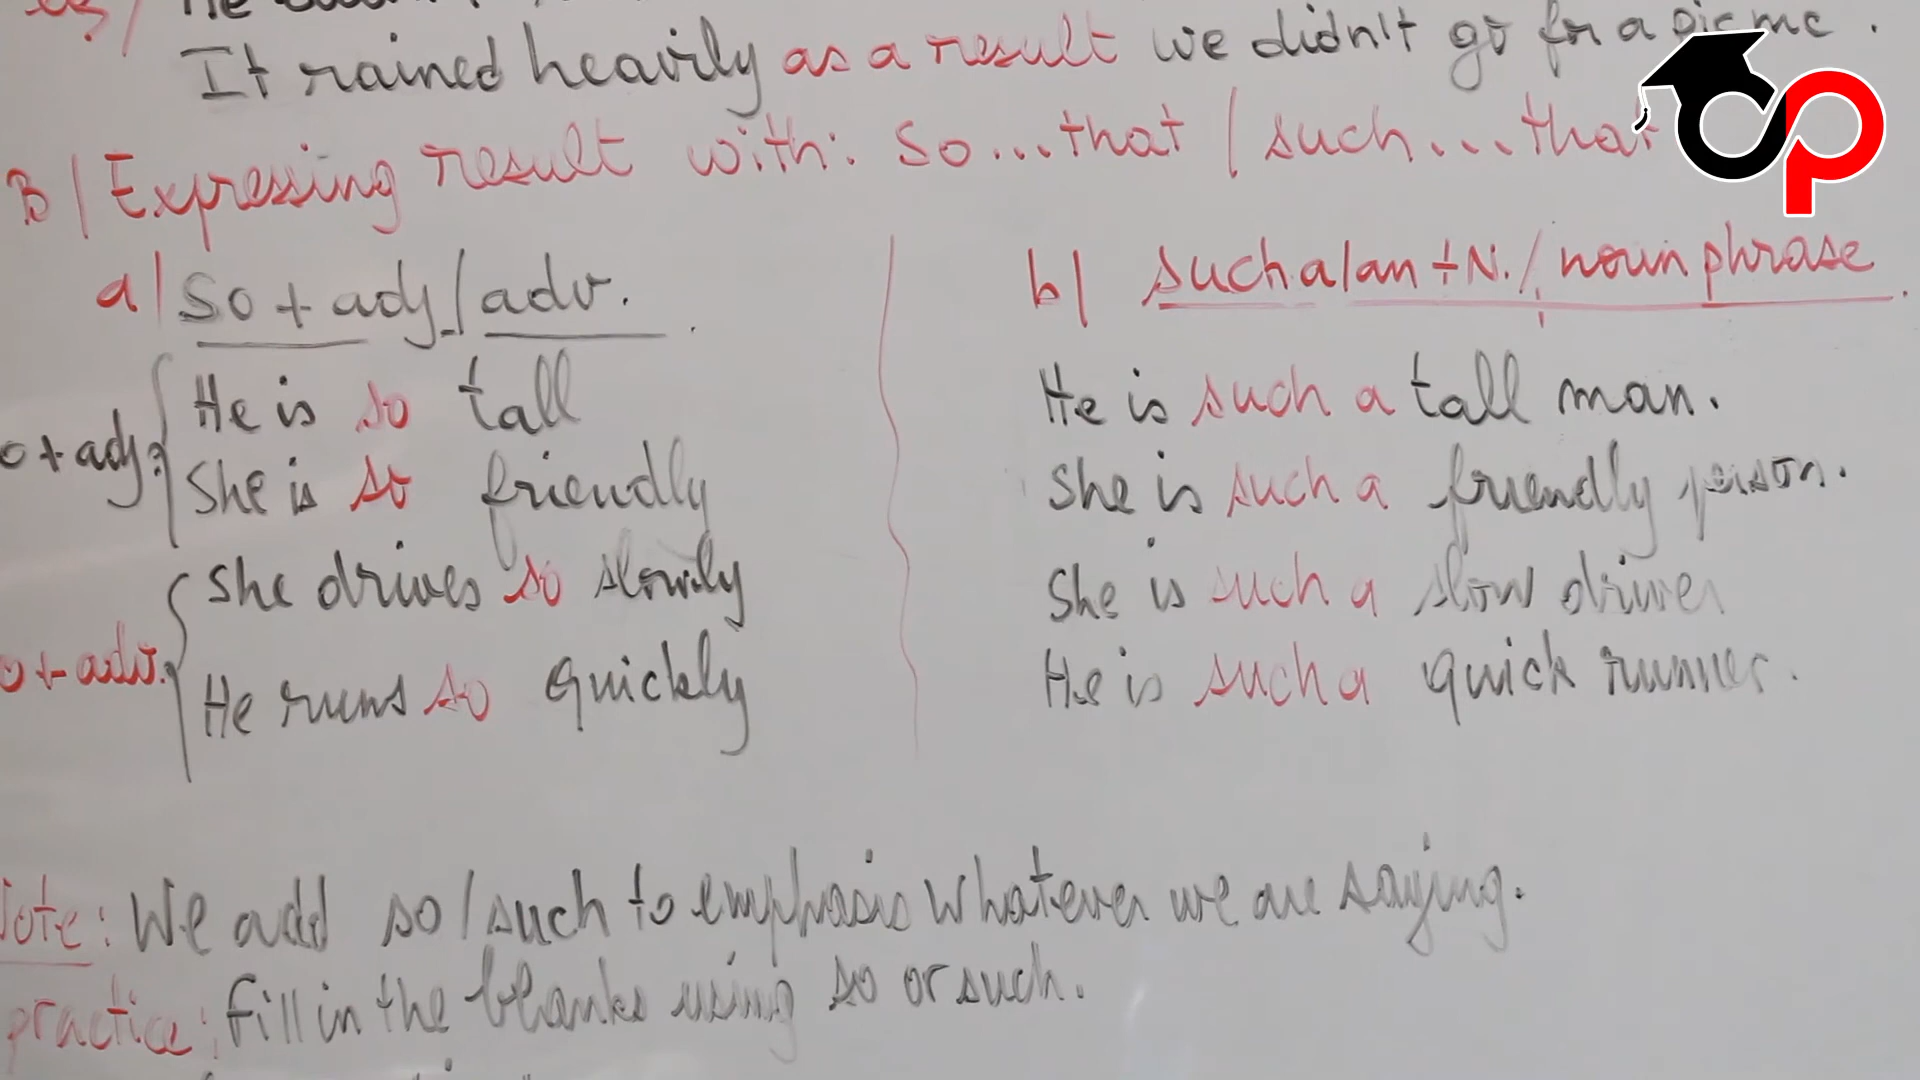 It rained heavily as a result we didn't go for a
B/ Expressing result with: So...that / such...that
a/ So + adj / adv.
He is so tall
+ adj:
She is so friendly
She drives so slowly
+ adv.
He runs so quickly
b/ such a/an + N. / noun phrase.
He is such a tall man.
She is such a friendly person.
She is such a slow driver
He is such a quick runner.
Note: We add so / such to emphasis whatever we are saying.
practice: Fill in the blanks using so or such.